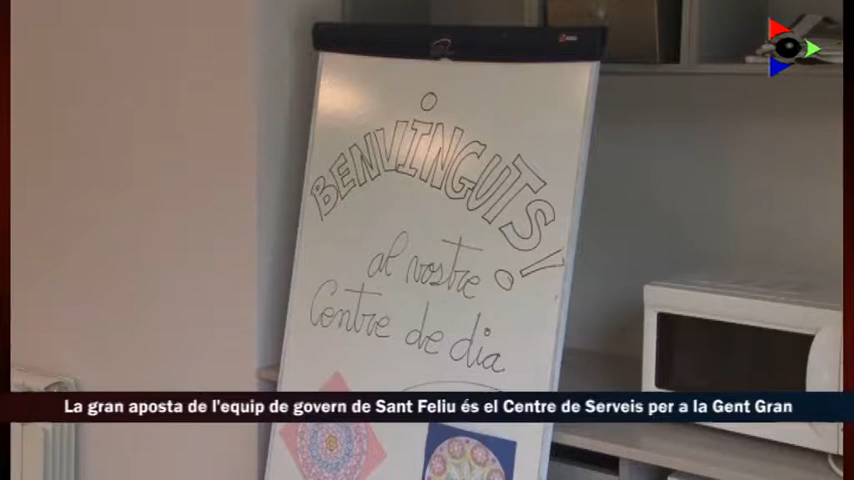 BENVINGUTS!
al vostre
Centre de dia
La gran aposta de l'equip de govern de Sant Feliu és el Centre de Serveis per a la Gent Gran